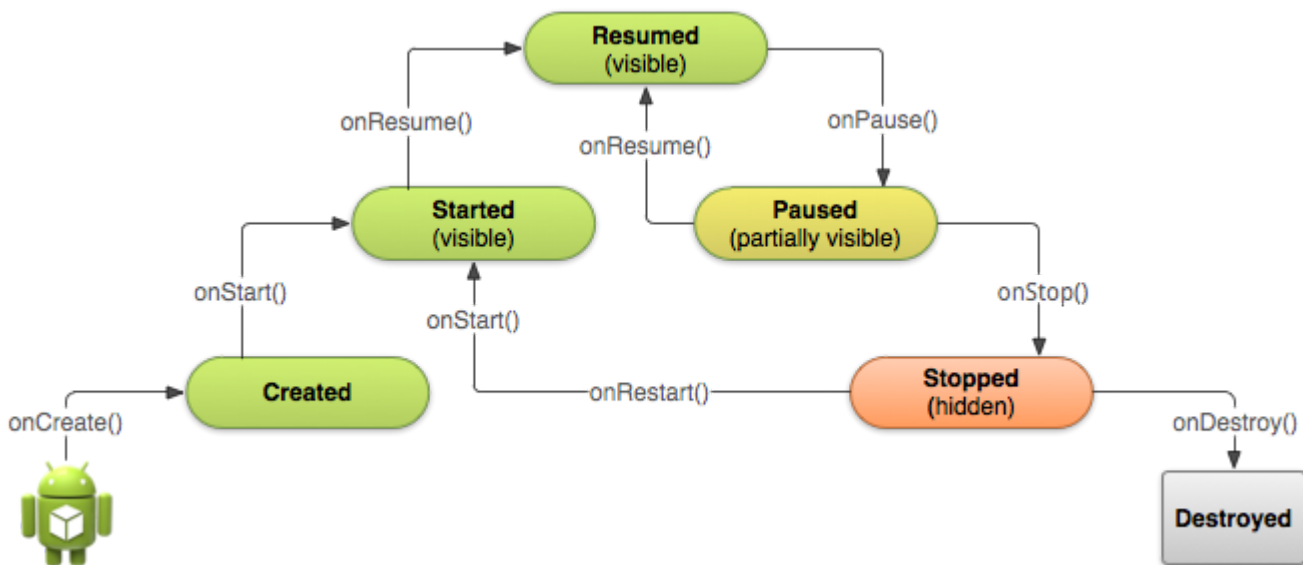 Resumed
(visible)
onResume()
onResume()
onPause()
Started
(visible)
Paused
(partially visible)
onStart()
onStart()
onStop()
Created
onRestart()
Stopped
(hidden)
onCreate()
onDestroy()
Destroyed